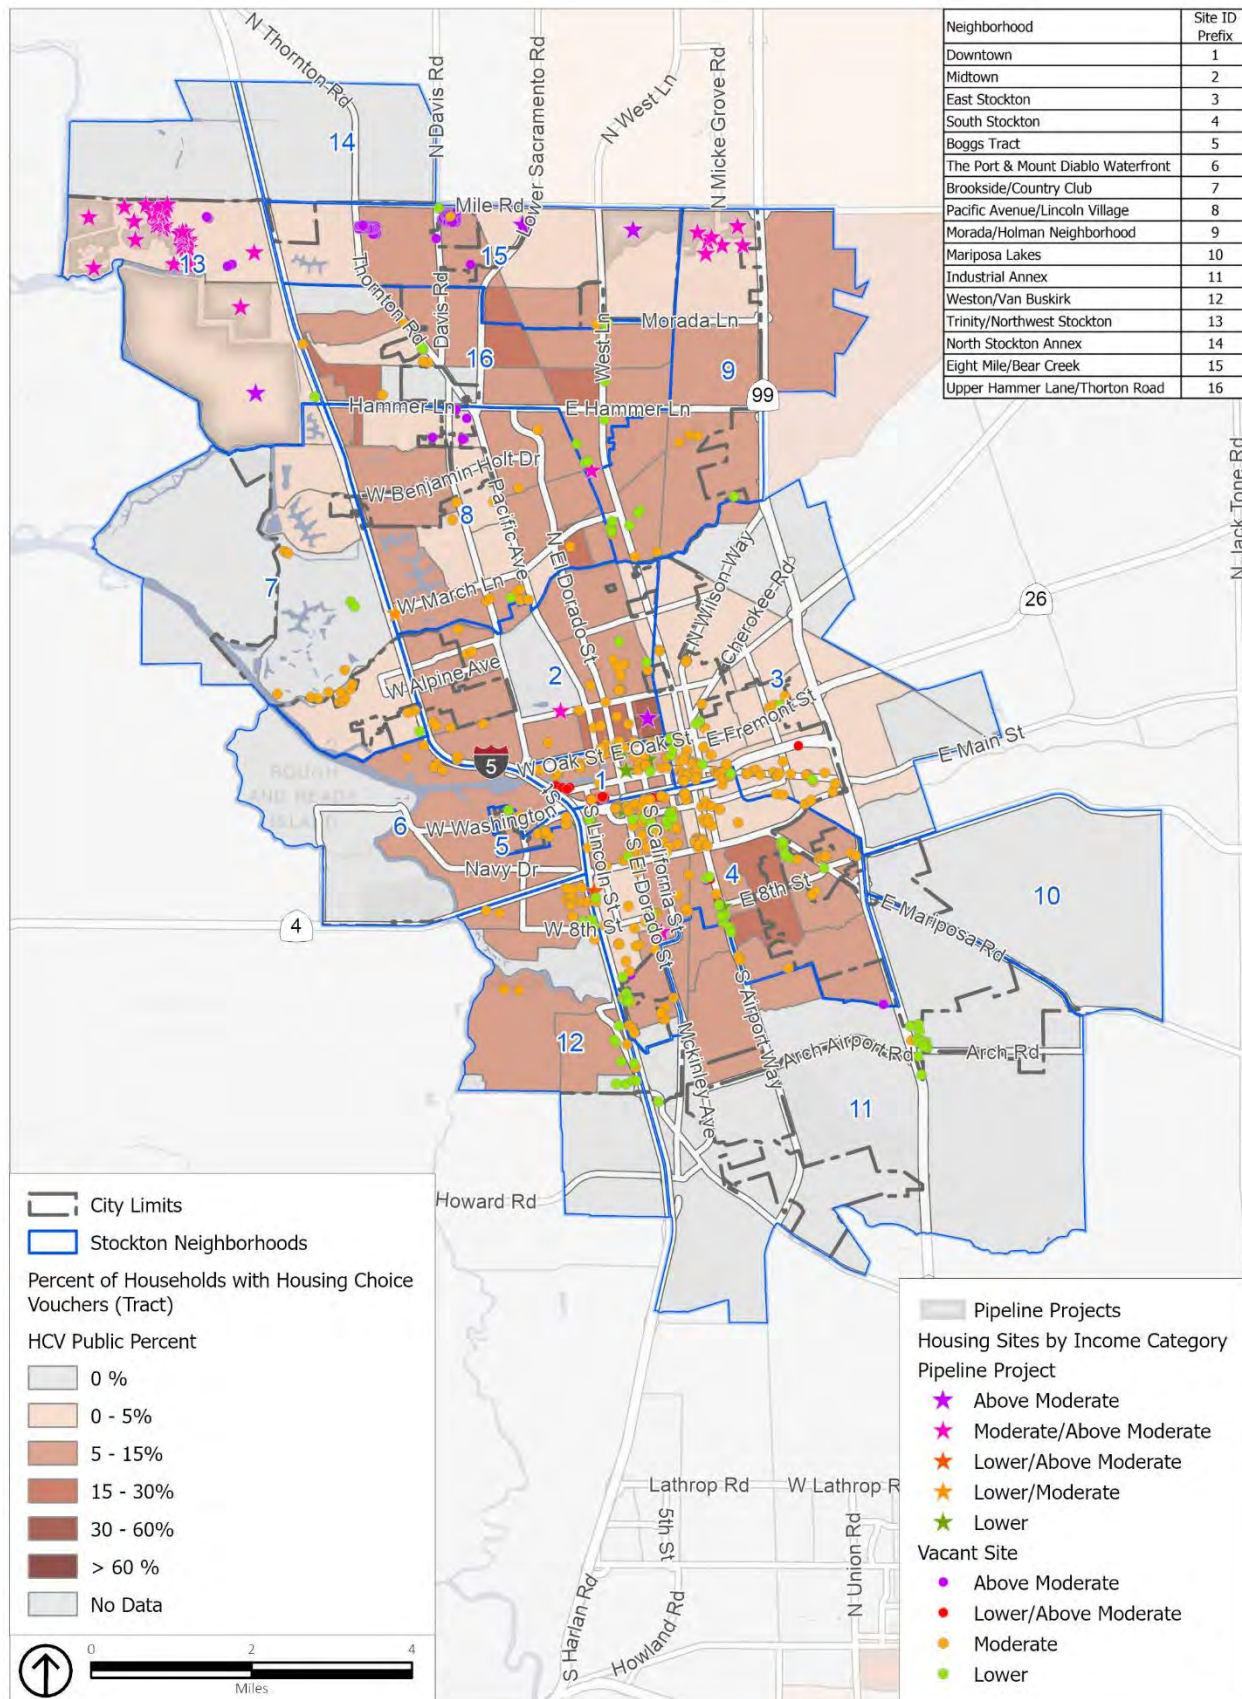 Neighborhood Site ID Prefix
Downtown 1
Midtown 2
East Stockton 3
South Stockton 4
Boggs Tract 5
The Port & Mount Diablo Waterfront 6
Brookside/Country Club 7
Pacific Avenue/Lincoln Village 8
Morada/Holman Neighborhood 9
Mariposa Lakes 10
Industrial Annex 11
Weston/Van Buskirk 12
Trinity/Northwest Stockton 13
North Stockton Annex 14
Eight Mile/Bear Creek 15
Upper Hammer Lane/Thorton Road 16
N Thornton Rd
N Davis Rd
Lower Sacramento Rd
N West Ln
N Micke Grove Rd
14
Mile Rd
13
15
Thornton Rd
Davis Rd
West Ln
Morada Ln
16
9
99
Hammer Ln
E Hammer Ln
W Benjamin Holt Dr
Pacific Ave
8
N El Dorado St
N Jack Tone Rd
7
W March Ln
N Wilson Way
Cherokee Rd
26
W Alpine Ave
2
3
E Fremont St
W Oak St
E Oak St
E Main St
5
1
ROUGH
AND READY
ISLAND
6
W Washington St
5
S Lincoln St
S California St
S El Dorado St
Navy Dr
4
E 8th St
10
E Mariposa Rd
4
W 8th St
S Airport Way
12
Mckinley Ave
Arch Airport Rd
Arch Rd
11
Howard Rd
Lathrop Rd
W Lathrop R
5th St
N Union Rd
S Harlan Rd
Howland Rd
City Limits
Stockton Neighborhoods
Percent of Households with Housing Choice
Vouchers (Tract)
HCV Public Percent
0 %
0 - 5%
5 - 15%
15 - 30%
30 - 60%
> 60 %
No Data
0 2 4
Miles
Pipeline Projects
Housing Sites by Income Category
Pipeline Project
Above Moderate
Moderate/Above Moderate
Lower/Above Moderate
Lower/Moderate
Lower
Vacant Site
Above Moderate
Lower/Above Moderate
Moderate
Lower